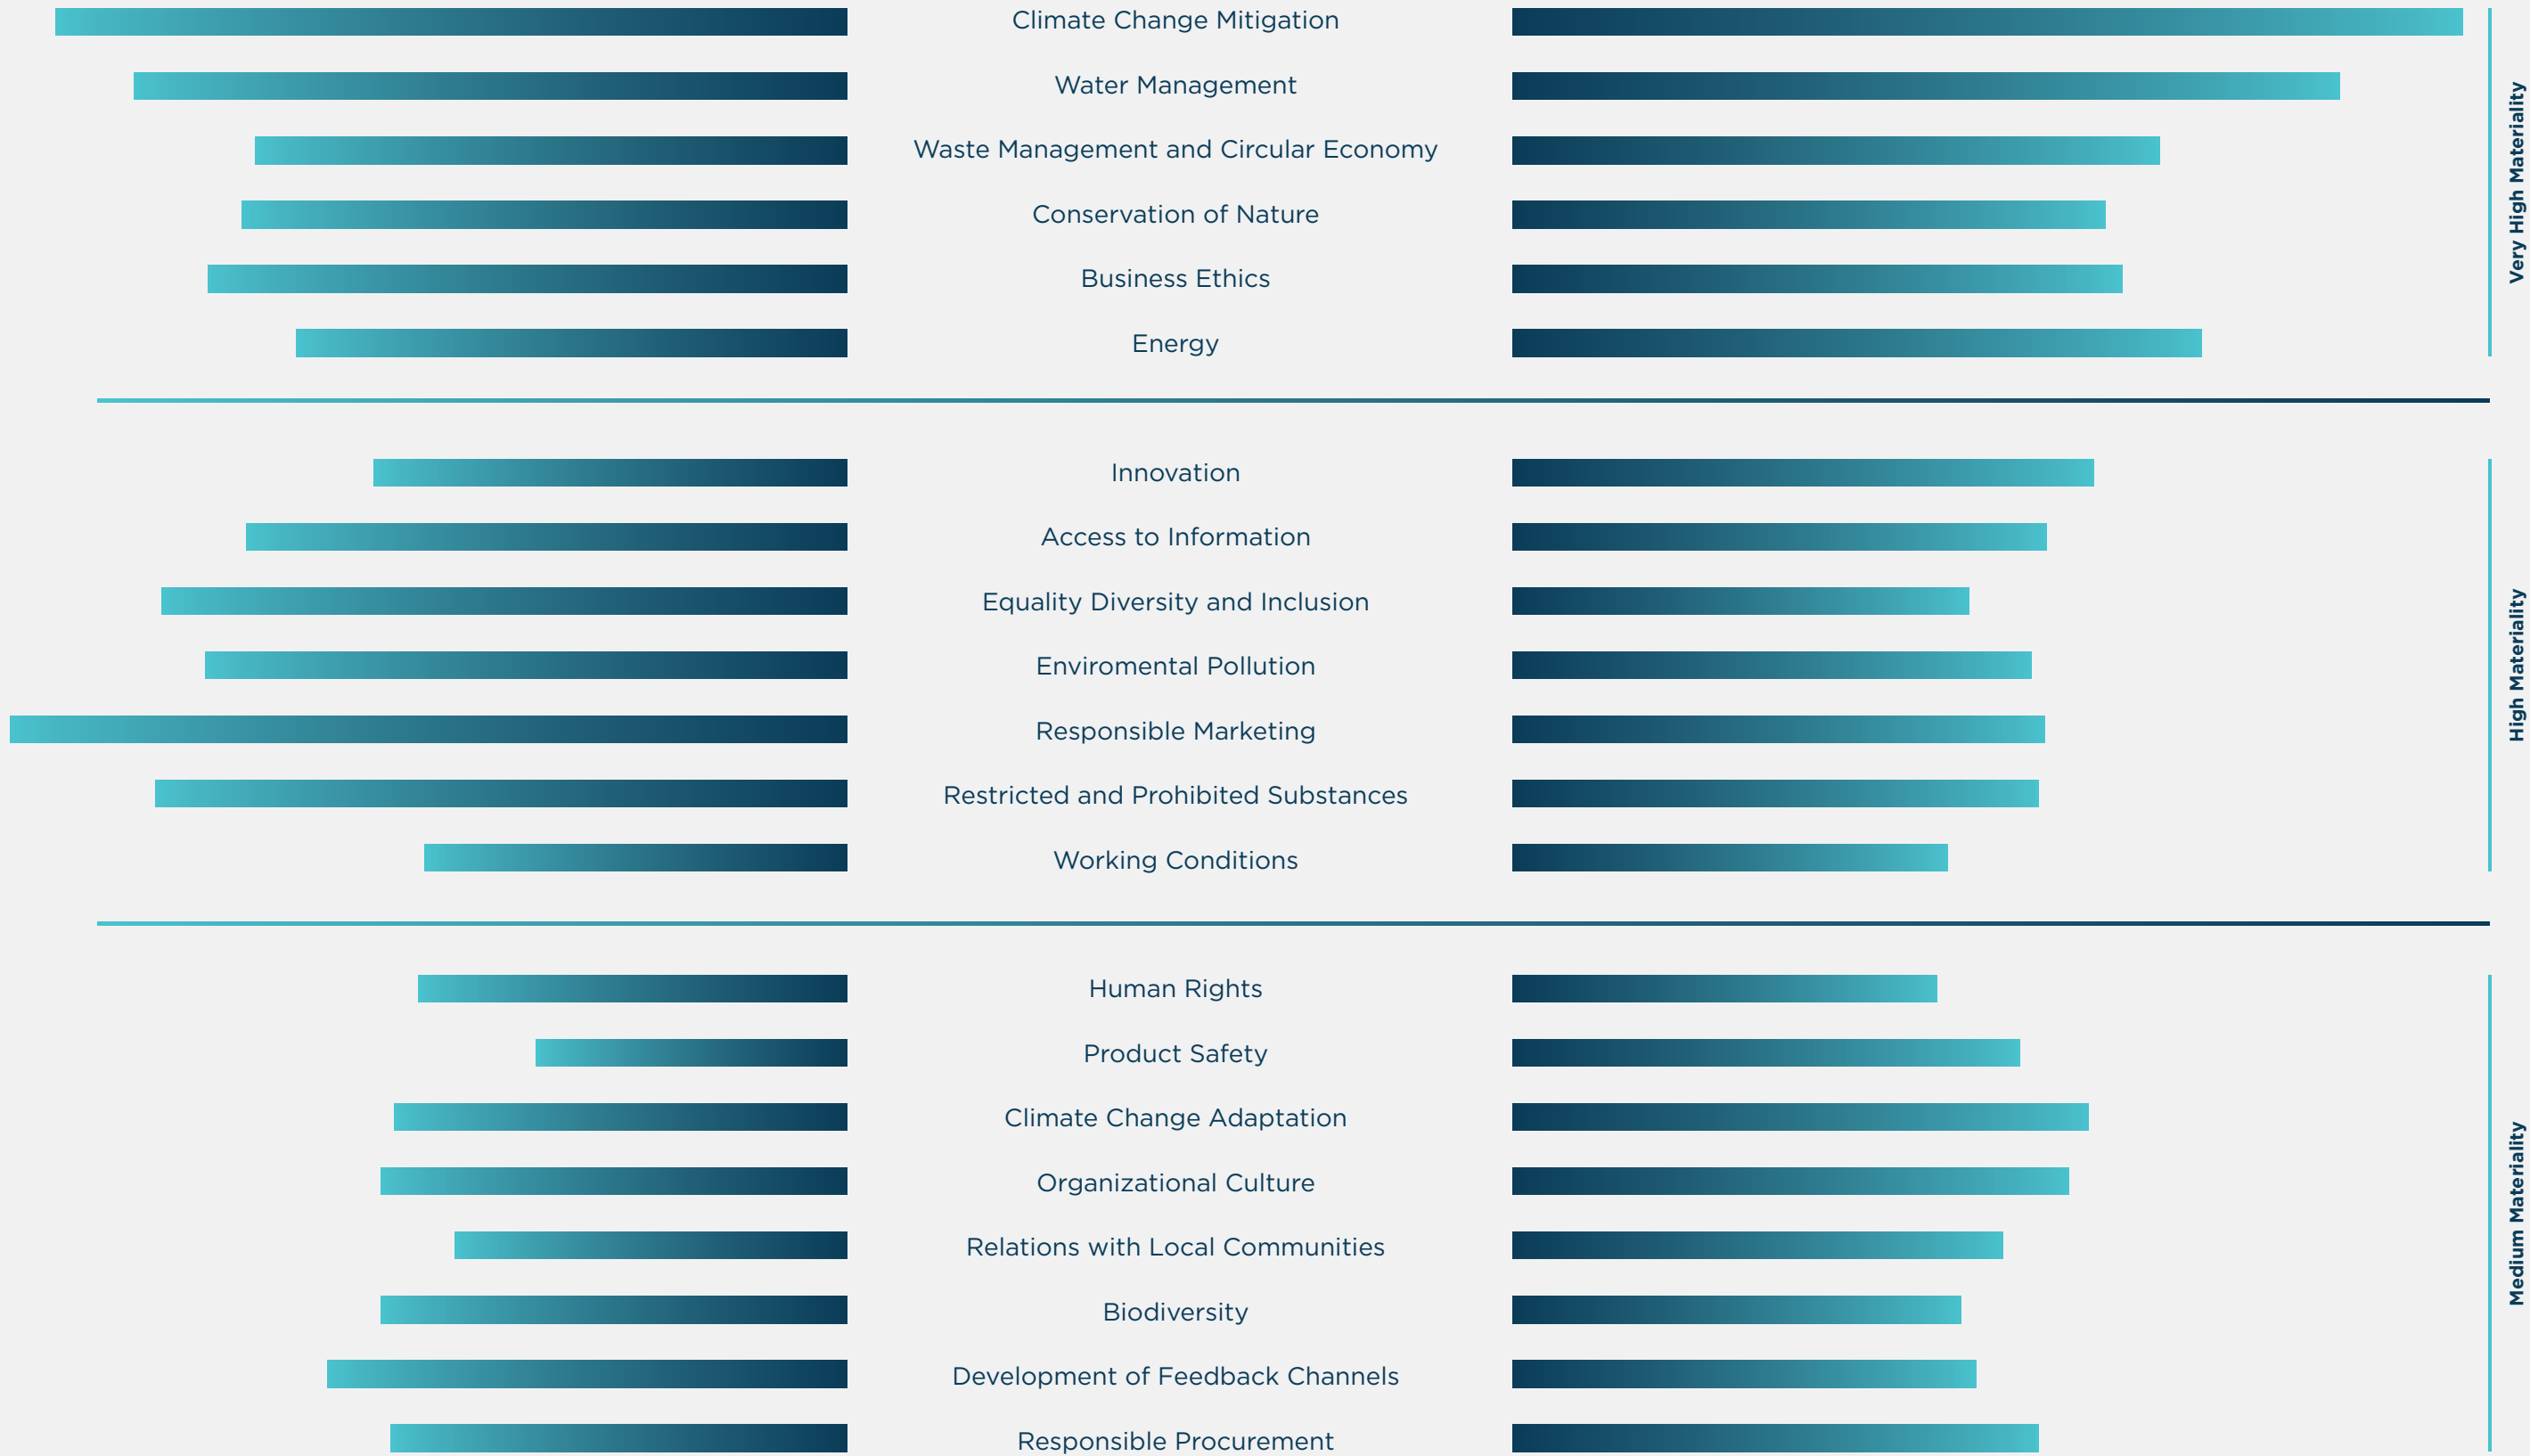 Climate Change Mitigation
Water Management
Waste Management and Circular Economy
Conservation of Nature
Business Ethics
Energy
Very High Materiality
Innovation
Access to Information
Equality Diversity and Inclusion
Enviromental Pollution
Responsible Marketing
Restricted and Prohibited Substances
Working Conditions
High Materiality
Human Rights
Product Safety
Climate Change Adaptation
Organizational Culture
Relations with Local Communities
Biodiversity
Development of Feedback Channels
Responsible Procurement
Medium Materiality